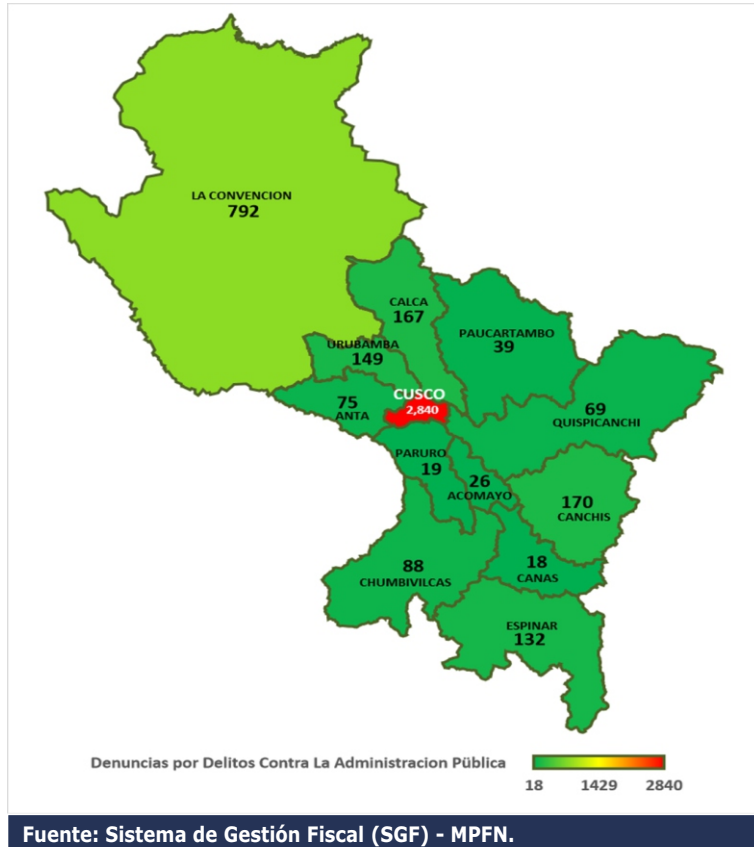 LA CONVENCION
792
CALCA
167
PAUCARTAMBO
39
URUBAMBA
149
CUSCO
2,840
75
ANTA
69
QUISPICANCHI
PARURO
19
26
ACOMAYO
170
CANCHIS
88
CHUMBIVILCAS
18
CANAS
ESPINAR
132
Denuncias por Delitos Contra La Administracion Pública
18 1429 2840
Fuente: Sistema de Gestión Fiscal (SGF) - MPFN.